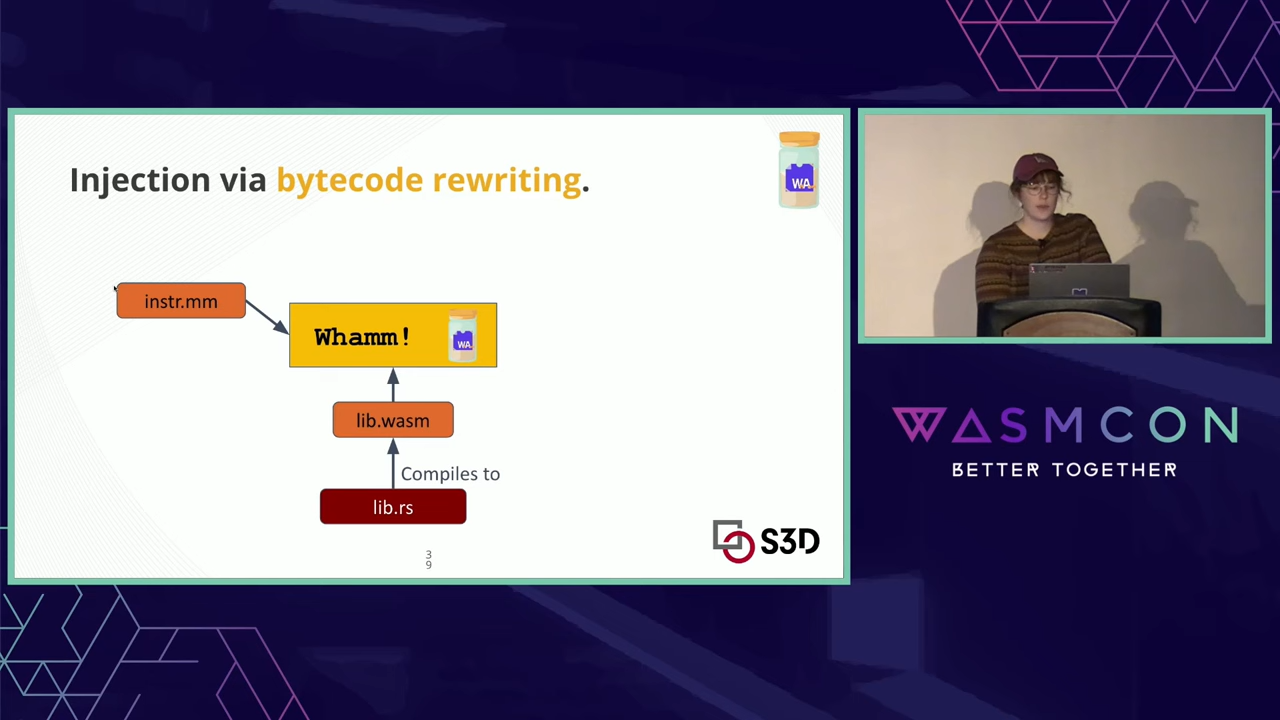 Injection via bytecode rewriting.
WA
instr.mm
Whamm!
WA
lib.wasm
Compiles to
lib.rs
3
9
S3D
WASMCON
BETTER TOGETHER